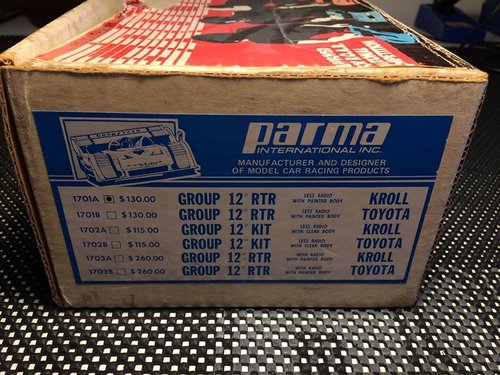 GOODYEAR
parma
INTERNATIONAL INC.
MANUFACTURER AND DESIGNER
OF MODEL CAR RACING PRODUCTS
1701A $130.00 GROUP 12" RTR LESS RADIO WITH PAINTED BODY KROLL
1701B $130.00 GROUP 12" RTR LESS RADIO WITH PAINTED BODY TOYOTA
1702A $115.00 GROUP 12" KIT LESS RADIO WITH CLEAR BODY KROLL
1702B $115.00 GROUP 12" KIT LESS RADIO WITH CLEAR BODY TOYOTA
1703A $260.00 GROUP 12" RTR WITH RADIO WITH PAINTED BODY KROLL
1703B $260.00 GROUP 12" RTR WITH RADIO WITH PAINTED BODY TOYOTA